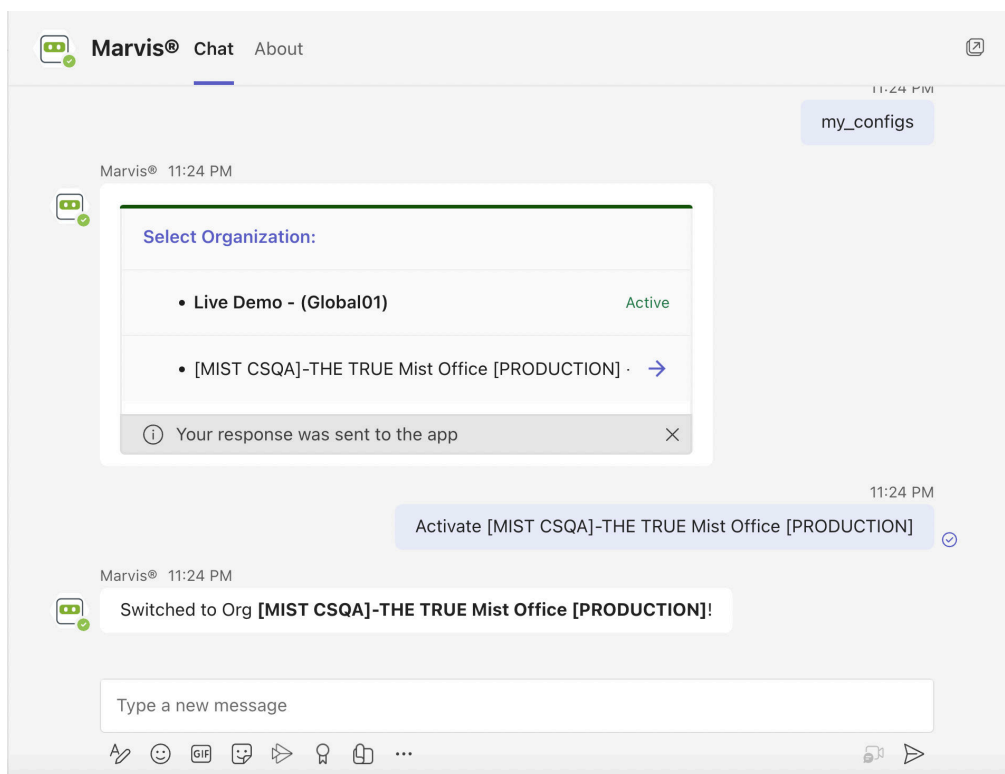 Marvis® Chat About
11:24 PM
my_configs
Marvis® 11:24 PM
Select Organization:
• Live Demo - (Global01) Active
• [MIST CSQA]-THE TRUE Mist Office [PRODUCTION] ·
Your response was sent to the app
11:24 PM
Activate [MIST CSQA]-THE TRUE Mist Office [PRODUCTION]
Marvis® 11:24 PM
Switched to Org [MIST CSQA]-THE TRUE Mist Office [PRODUCTION]!
Type a new message
GIF